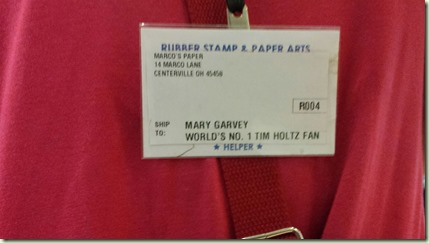 RUBBER STAMP & PAPER ARTS
MARCO'S PAPER
14 MARCO LANE
CENTERVILLE OH 45458
R004
SHIP TO: MARY GARVEY
WORLD'S NO. 1 TIM HOLTZ FAN
★ HELPER ★